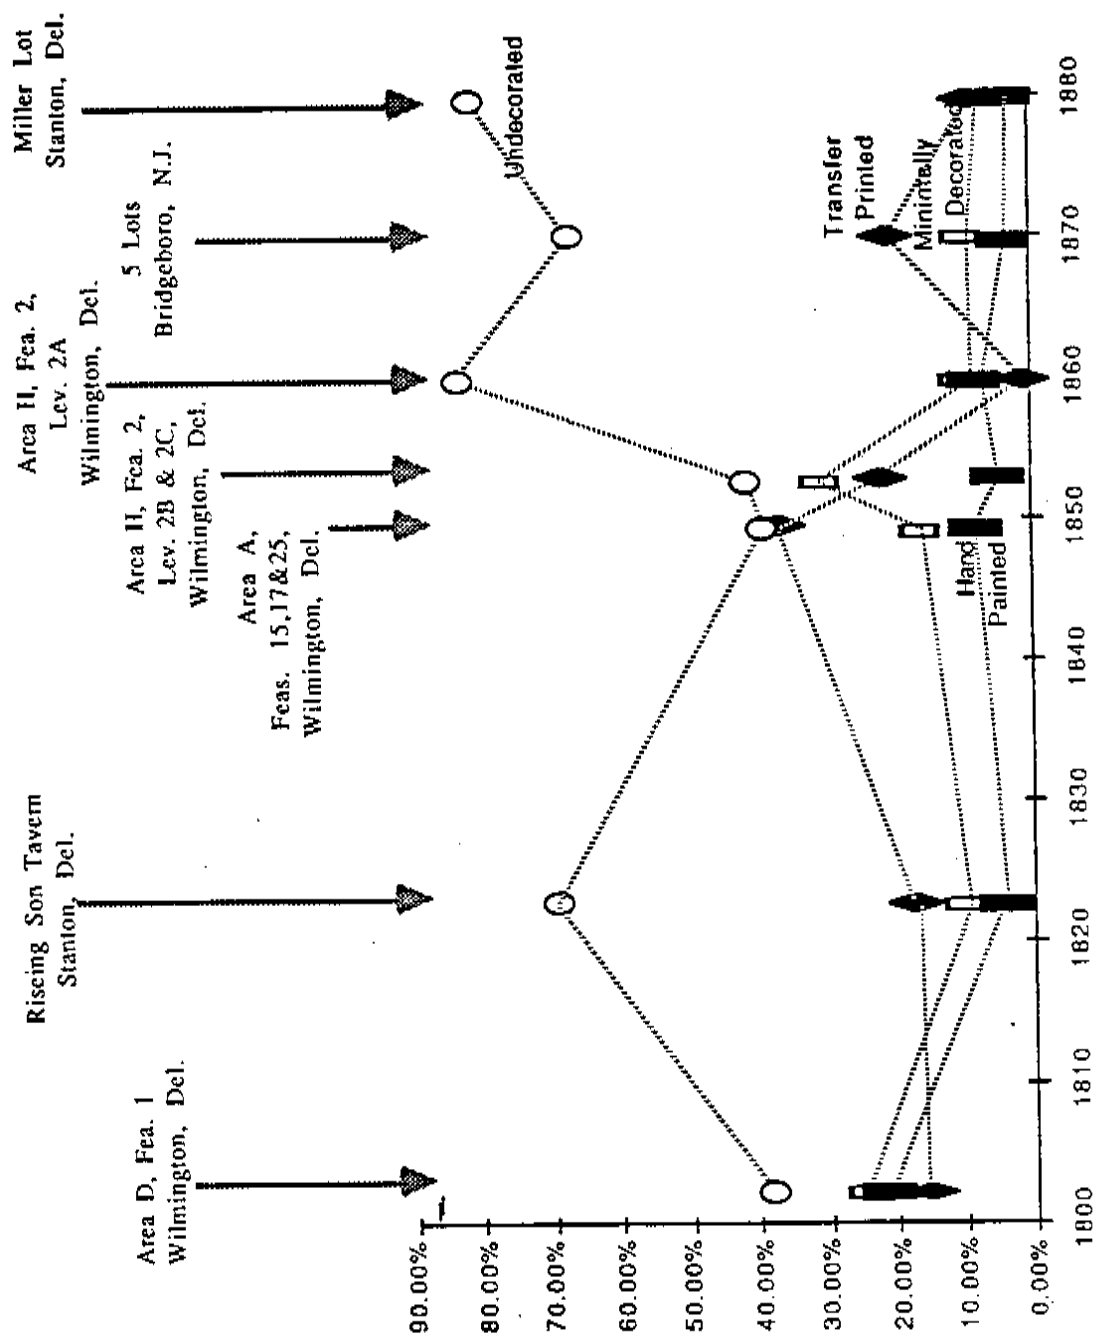 Area D, Fea. 1
Wilmington, Del.
Riseing Son Tavern
Stanton, Del.
Area A,
Feas. 15,17&25,
Wilmington, Del.
Area H, Fea. 2,
Lev. 2B & 2C,
Wilmington, Del.
Area H, Fea. 2,
Lev. 2A
Wilmington, Del.
5 Lots
Bridgeboro, N.J.
Miller Lot
Stanton, Del.
90.00%
80.00%
70.00%
60.00%
50.00%
40.00%
30.00%
20.00%
10.00%
0.00%
Undecorated
Transfer
Printed
Minimally
Decorated
Hand
Painted
1800
1810
1820
1830
1840
1850
1860
1870
1880